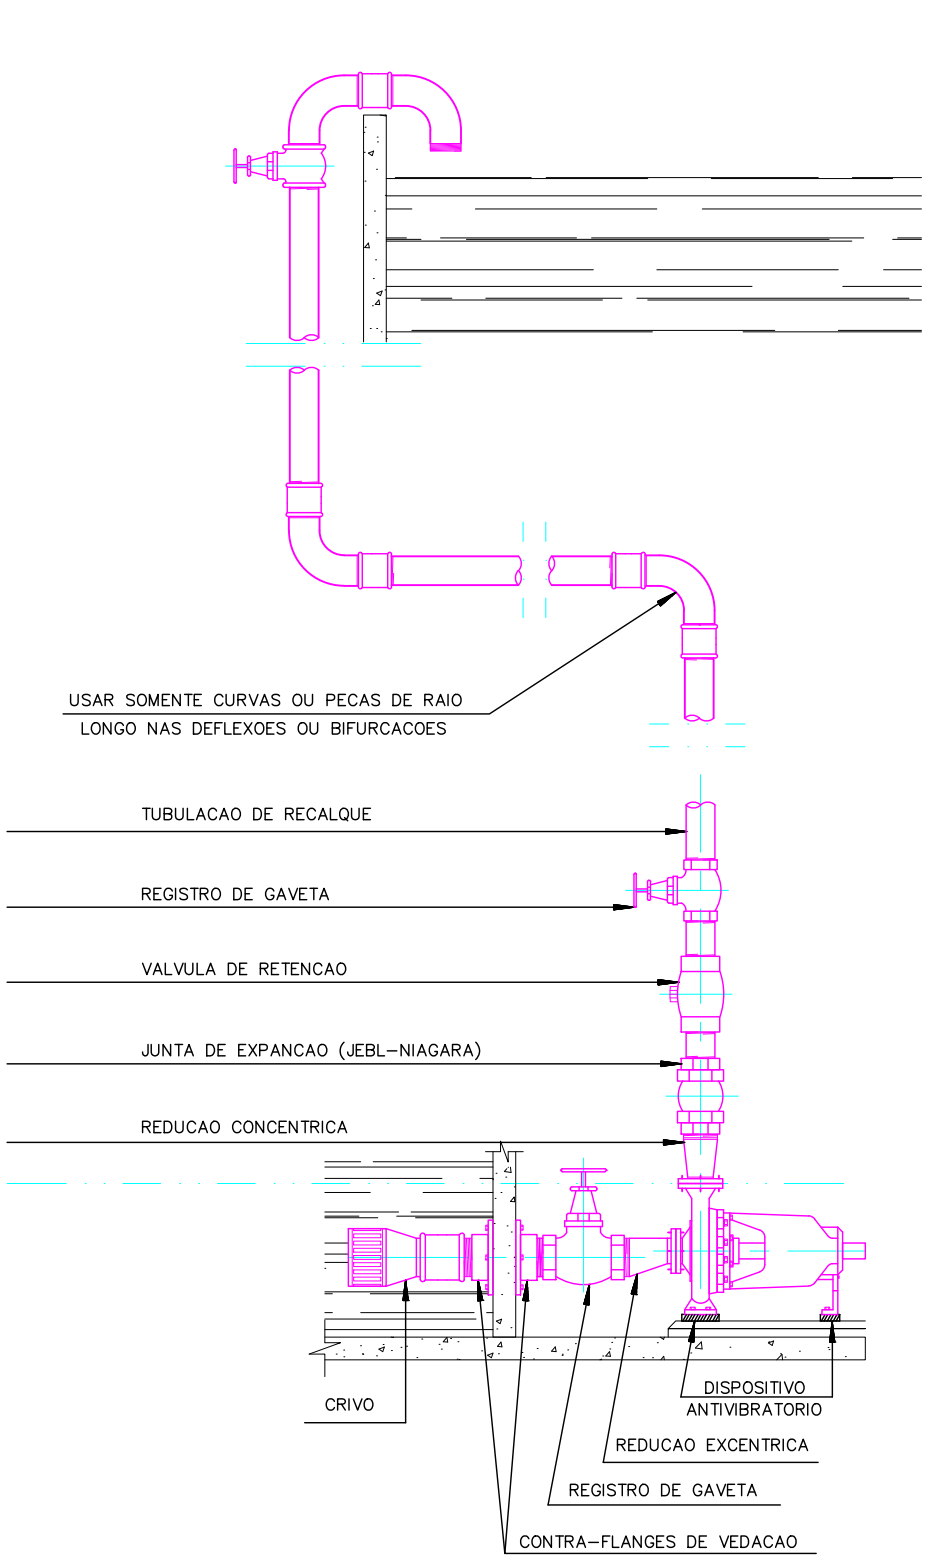 USAR SOMENTE CURVAS OU PECAS DE RAIO
LONGO NAS DEFLEXOES OU BIFURCACOES
TUBULACAO DE RECALQUE
REGISTRO DE GAVETA
VALVULA DE RETENCAO
JUNTA DE EXPANCAO (JEBL-NIAGARA)
REDUCAO CONCENTRICA
DISPOSITIVO
ANTIVIBRATORIO
CRIVO
REDUCAO EXCENTRICA
REGISTRO DE GAVETA
CONTRA-FLANGES DE VEDACAO